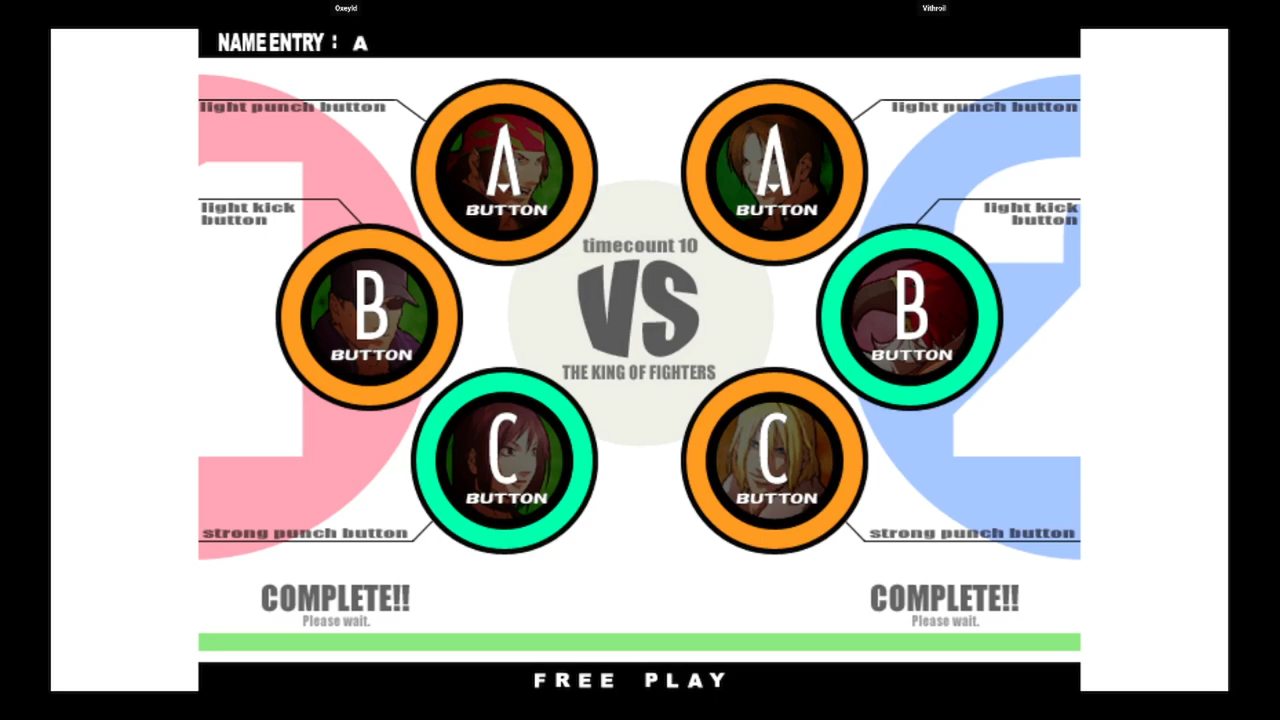 Oxeyld
Vithroil
NAME ENTRY : A
light punch button
light punch button
A
BUTTON
A
BUTTON
light kick
button
light kick
button
B
BUTTON
timecount 10
VS
THE KING OF FIGHTERS
B
BUTTON
C
BUTTON
C
BUTTON
strong punch button
strong punch button
COMPLETE!!
Please wait.
COMPLETE!!
Please wait.
FREE PLAY
1
2